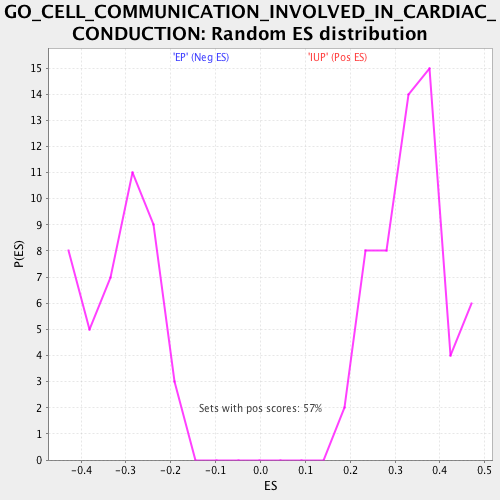 GO_CELL_COMMUNICATION_INVOLVED_IN_CARDIAC_
CONDUCTION: Random ES distribution
'EP' (Neg ES) 'IUP' (Pos ES)
P(ES)
15
14
13
12
11
10
9
8
7
6
5
4
3
2
1
0
Sets with pos scores: 57%
-0.4 -0.3 -0.2 -0.1 0.0 0.1 0.2 0.3 0.4 0.5
ES